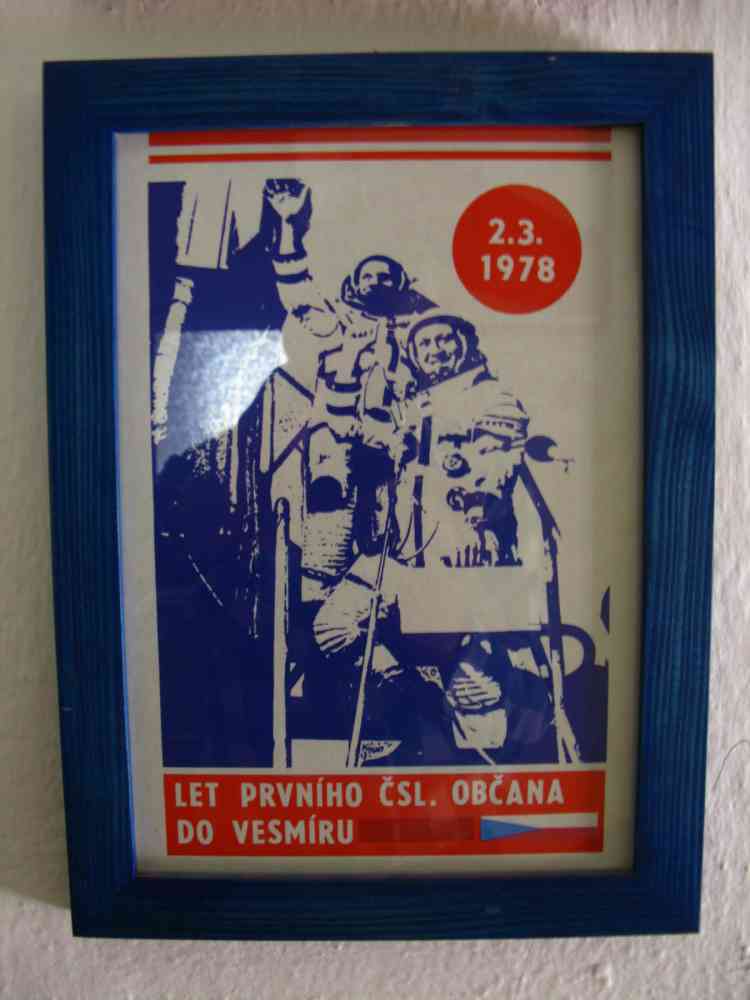 2.3.
1978
LET PRVNÍHO ČSL. OBČANA
DO VESMÍRU